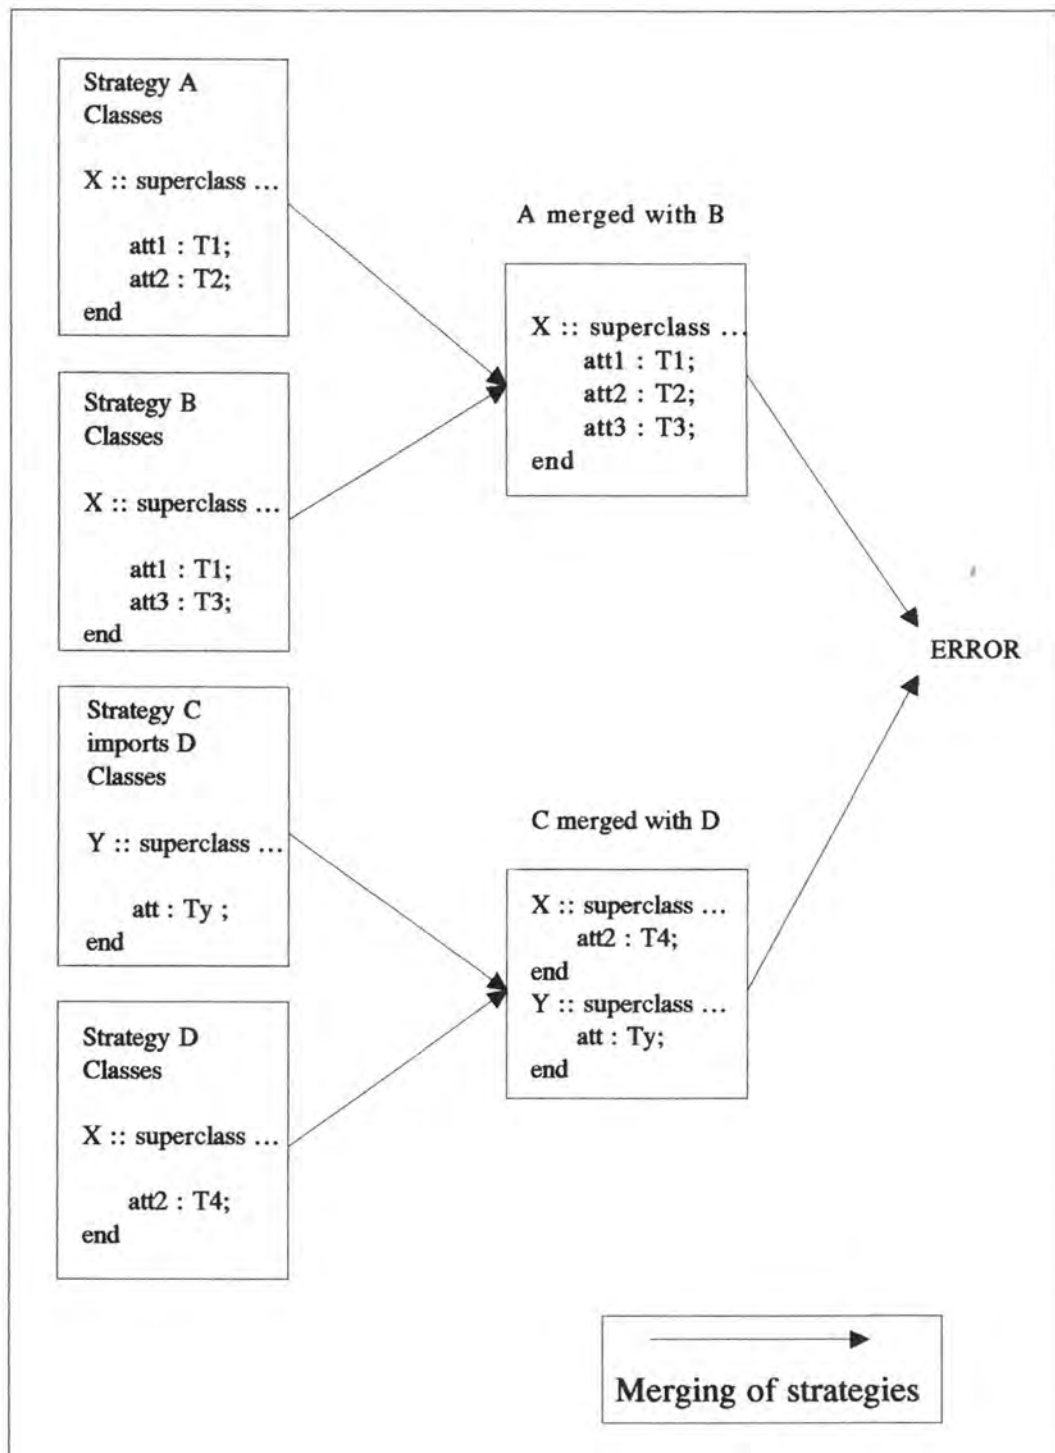 Strategy A
Classes
X :: superclass ...
att1 : T1;
att2 : T2;
end
Strategy B
Classes
X :: superclass ...
att1 : T1;
att3 : T3;
end
Strategy C
imports D
Classes
Y :: superclass ...
att : Ty ;
end
Strategy D
Classes
X :: superclass ...
att2 : T4;
end
A merged with B
X :: superclass ...
att1 : T1;
att2 : T2;
att3 : T3;
end
C merged with D
X :: superclass ...
att2 : T4;
end
Y :: superclass ...
att : Ty;
end
ERROR
Merging of strategies